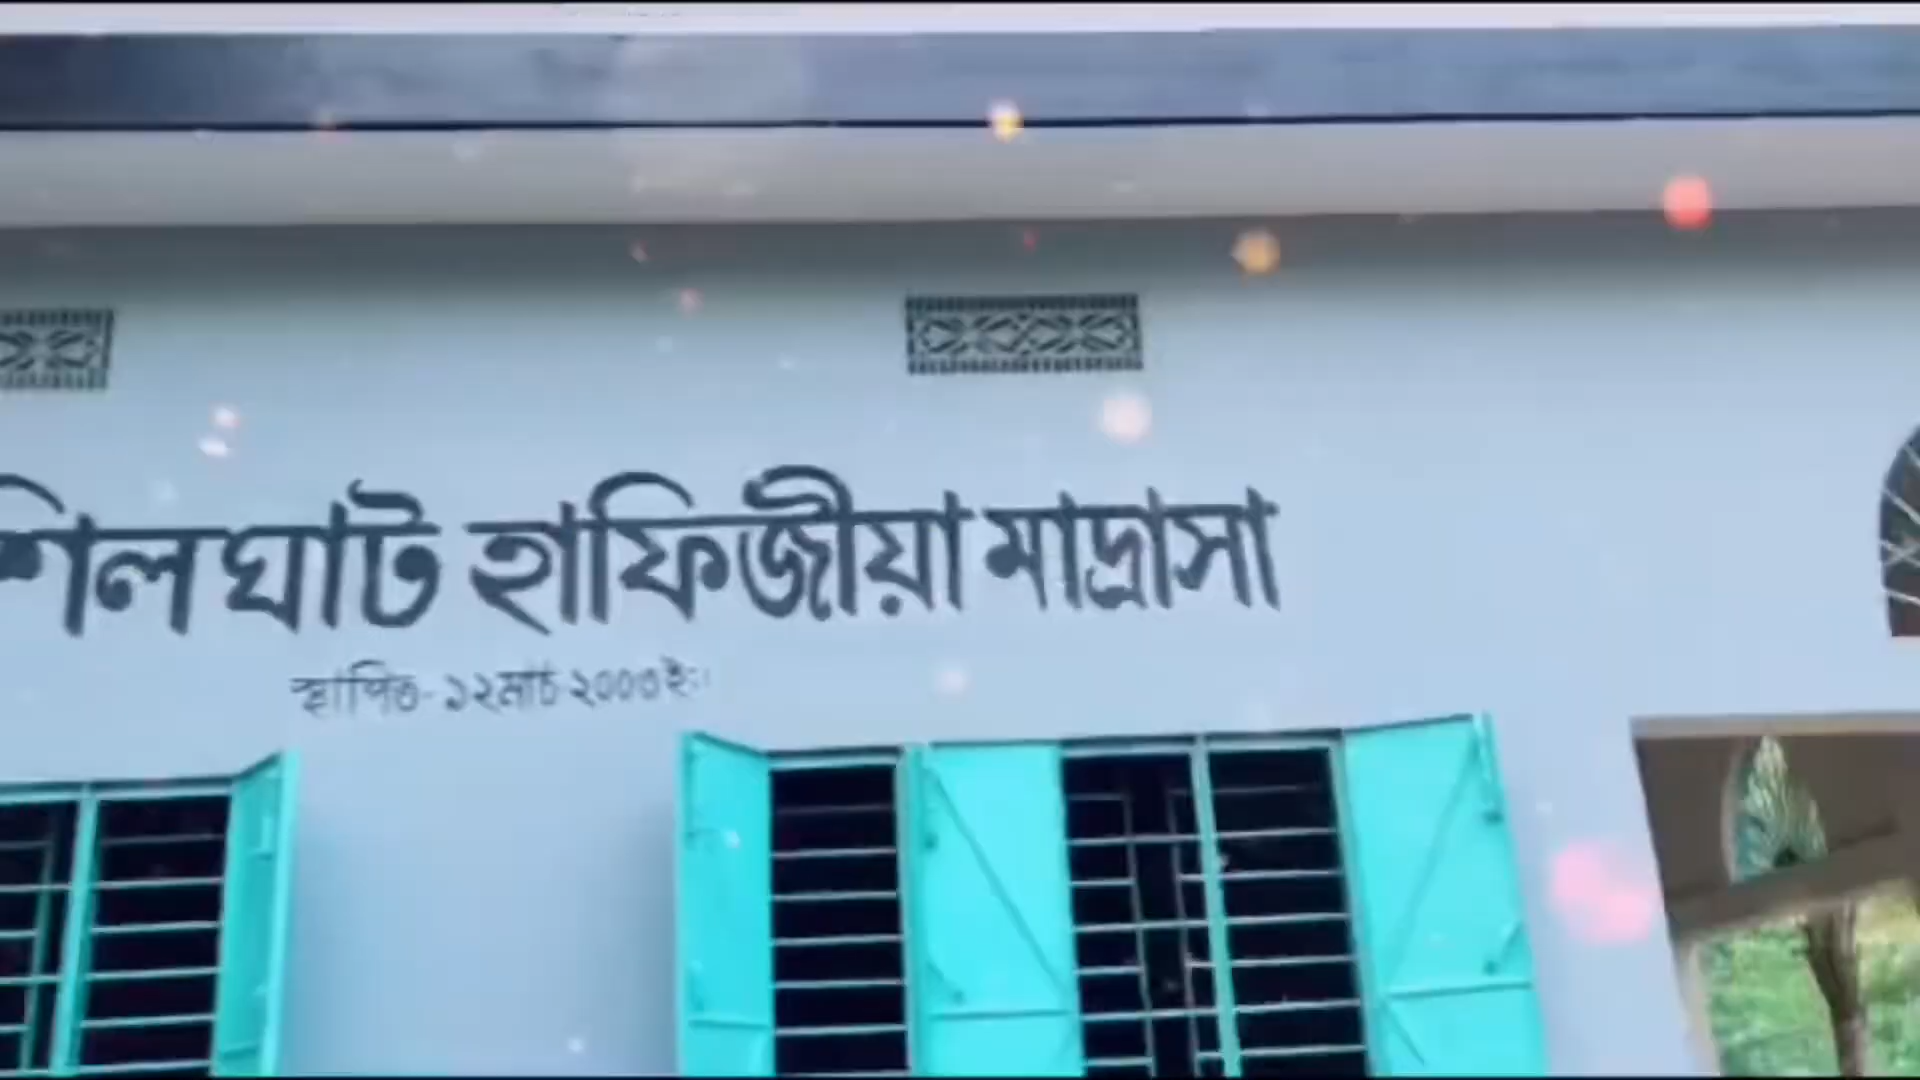 শিলঘাট হাফিজীয়া মাদ্রাসা
স্থাপিত-১২মার্চ ২০০৩ইং